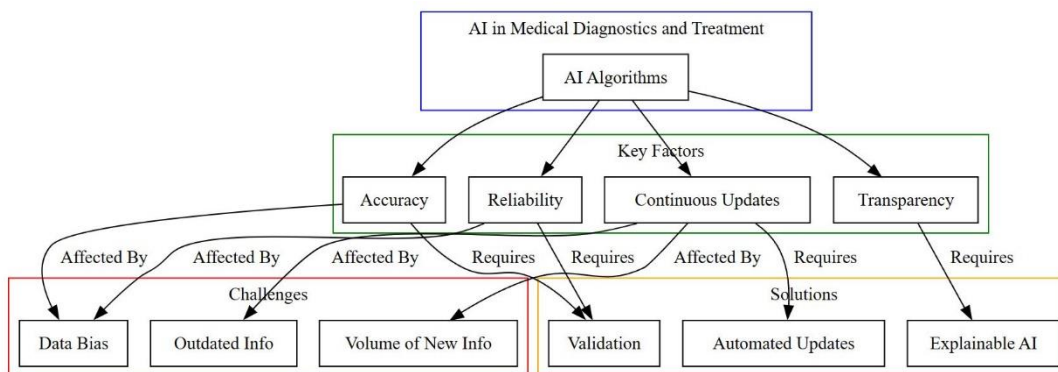 AI in Medical Diagnostics and Treatment
AI Algorithms
Key Factors
Accuracy
Reliability
Continuous Updates
Transparency
Affected By
Affected By
Affected By
Requires
Requires
Affected By
Requires
Requires
Challenges
Solutions
Data Bias
Outdated Info
Volume of New Info
Validation
Automated Updates
Explainable AI